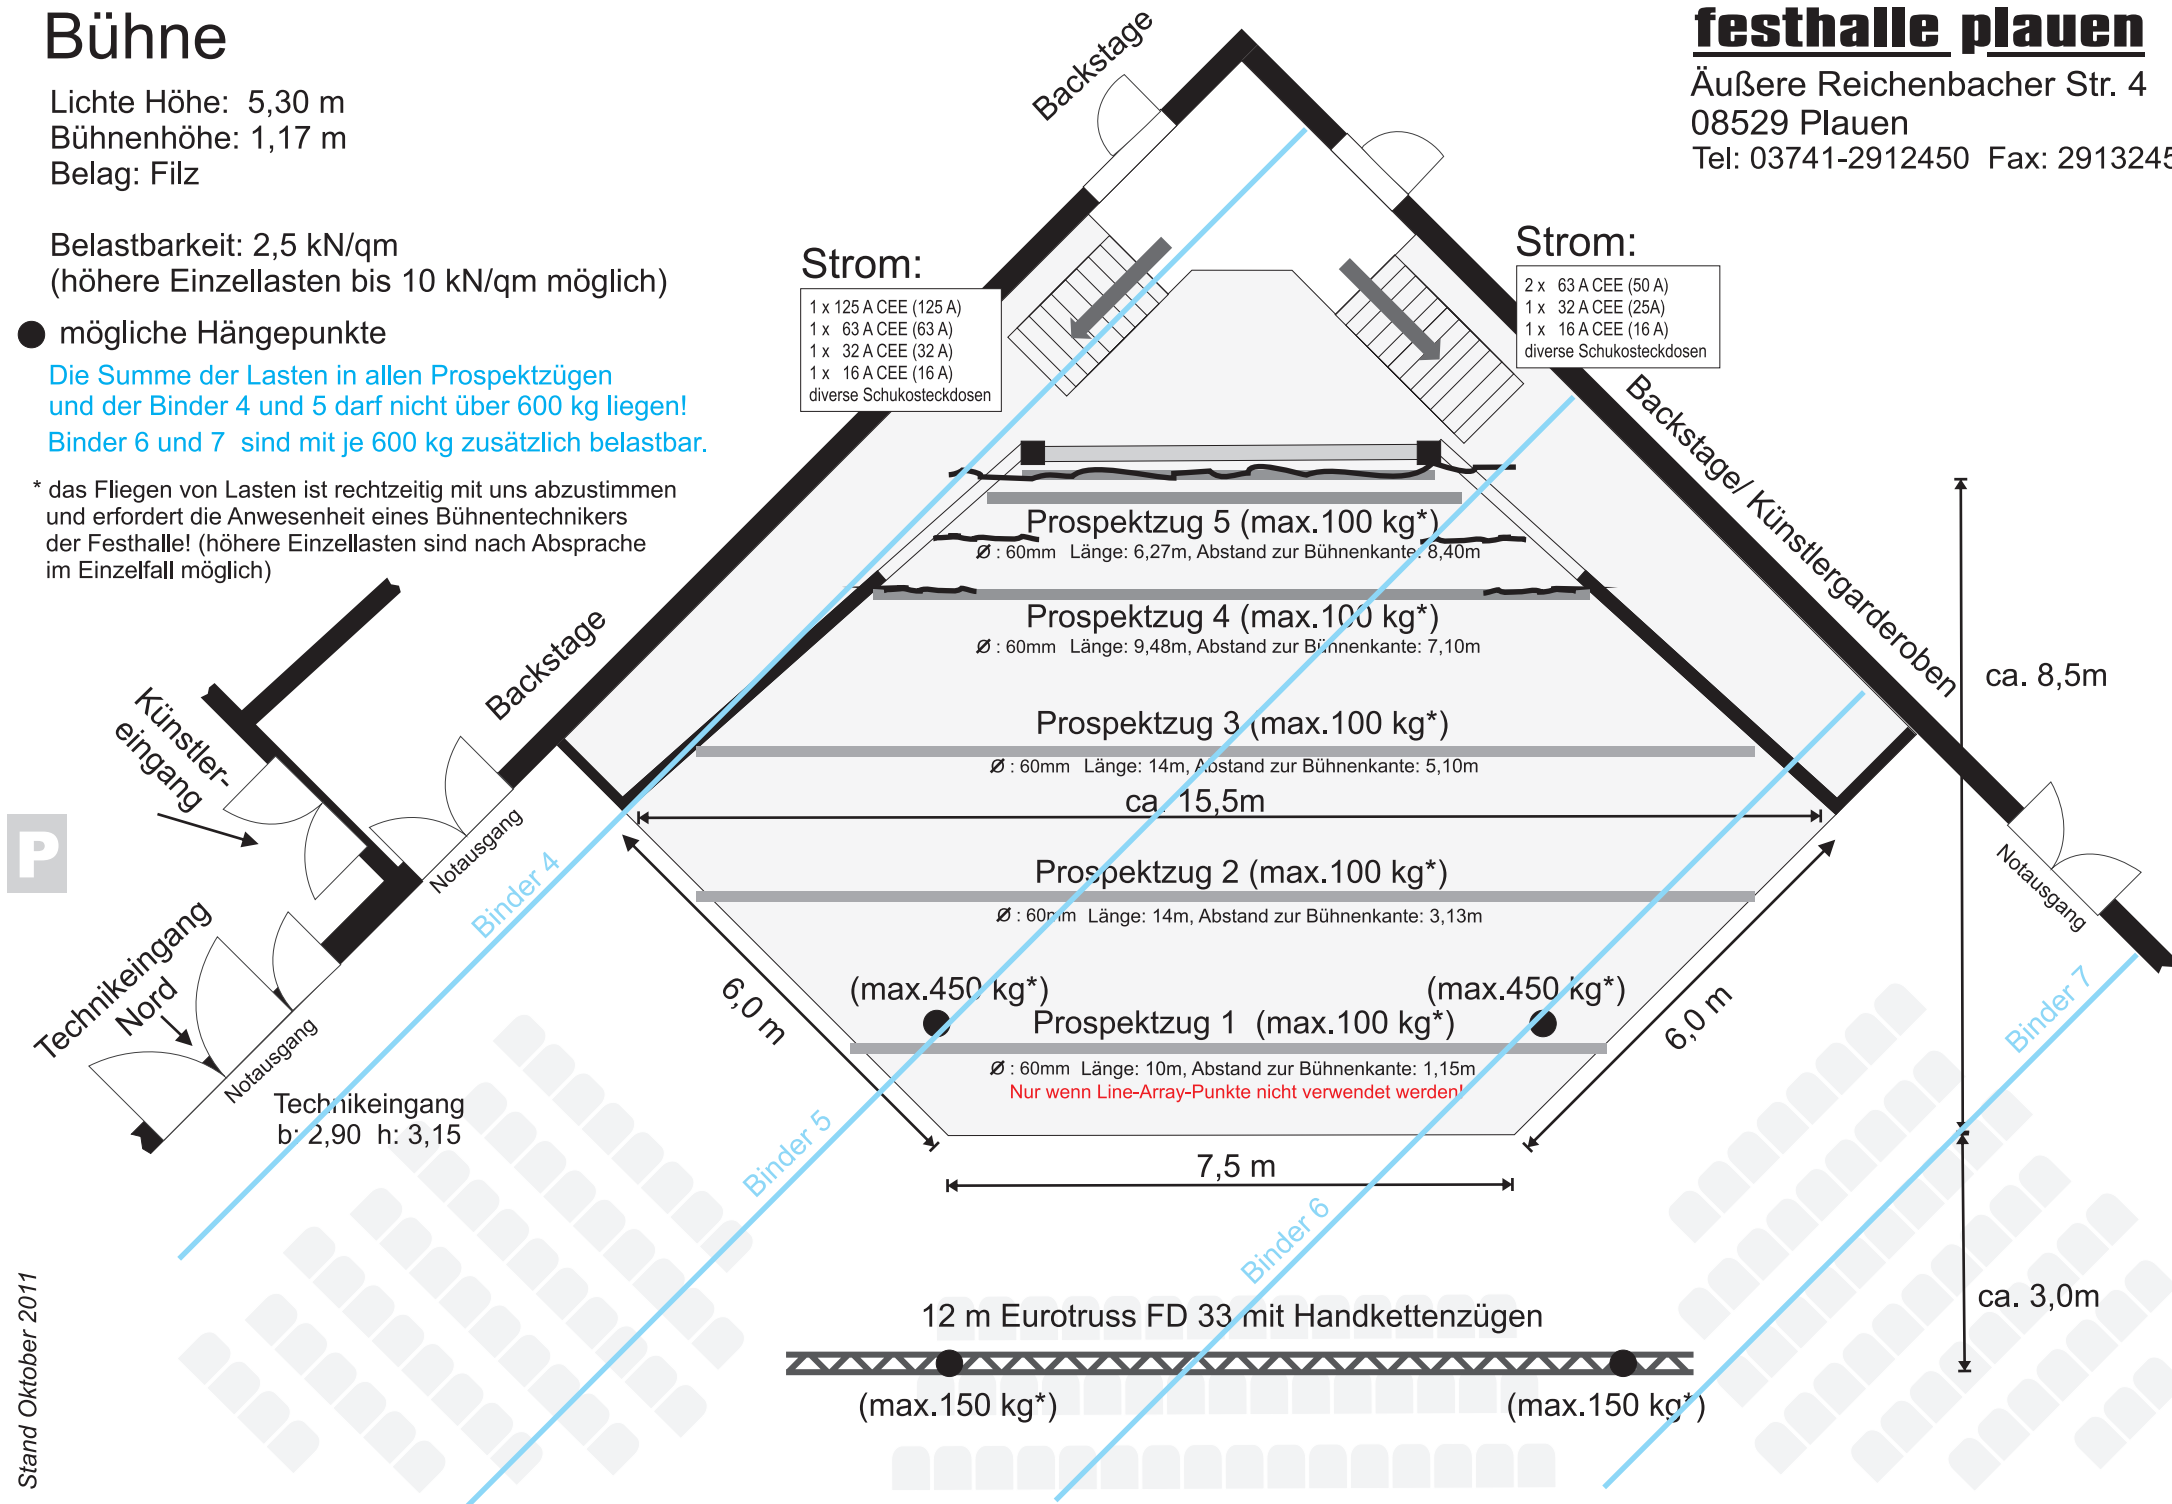 Bühne
Lichte Höhe: 5,30 m
Bühnenhöhe: 1,17 m
Belag: Filz
Belastbarkeit: 2,5 kN/qm
(höhere Einzellasten bis 10 kN/qm möglich)
mögliche Hängepunkte
Die Summe der Lasten in allen Prospektzügen
und der Binder 4 und 5 darf nicht über 600 kg liegen!
Binder 6 und 7 sind mit je 600 kg zusätzlich belastbar.
* das Fliegen von Lasten ist rechtzeitig mit uns abzustimmen
und erfordert die Anwesenheit eines Bühnentechnikers
der Festhalle! (höhere Einzellasten sind nach Absprache
im Einzelfall möglich)
festhalle plauen
Äußere Reichenbacher Str. 4
08529 Plauen
Tel: 03741-2912450 Fax: 2913245
Backstage
Strom:
1 x 125 A CEE (125 A)
1 x 63 A CEE (63 A)
1 x 32 A CEE (32 A)
1 x 16 A CEE (16 A)
diverse Schukosteckdosen
Strom:
2 x 63 A CEE (50 A)
1 x 32 A CEE (25A)
1 x 16 A CEE (16 A)
diverse Schukosteckdosen
Backstage/ Künstlergarderoben
Backstage
Künstler-
eingang
P
Notausgang
Technikeingang
Nord
Notausgang
Technikeingang
b: 2,90 h: 3,15
Prospektzug 5 (max.100 kg*)
Ø : 60mm Länge: 6,27m, Abstand zur Bühnenkante: 8,40m
Prospektzug 4 (max.100 kg*)
Ø : 60mm Länge: 9,48m, Abstand zur Bühnenkante: 7,10m
Prospektzug 3 (max.100 kg*)
Ø : 60mm Länge: 14m, Abstand zur Bühnenkante: 5,10m
ca. 15,5m
Prospektzug 2 (max.100 kg*)
Ø : 60mm Länge: 14m, Abstand zur Bühnenkante: 3,13m
(max.450 kg*)
(max.450 kg*)
Prospektzug 1 (max.100 kg*)
Ø : 60mm Länge: 10m, Abstand zur Bühnenkante: 1,15m
Nur wenn Line-Array-Punkte nicht verwendet werden!
6,0 m
6,0 m
7,5 m
ca. 8,5m
ca. 3,0m
Notausgang
Binder 4
Binder 5
Binder 6
Binder 7
12 m Eurotruss FD 33 mit Handkettenzügen
(max.150 kg*)
(max.150 kg*)
Stand Oktober 2011